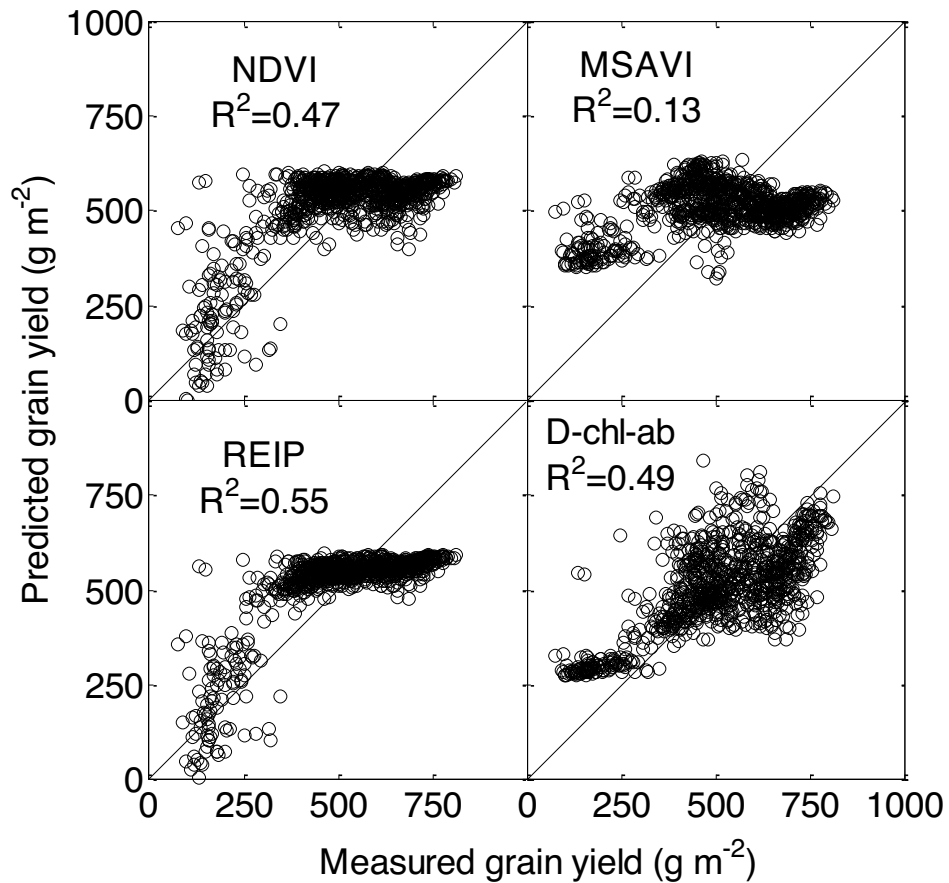 1000
NDVI
R²=0.47
750
500
250
0
MSAVI
R²=0.13
REIP
R²=0.55
750
500
250
0
D-chl-ab
R²=0.49
0 250 500 750 0 250 500 750 1000
Predicted grain yield (g m⁻²)
Measured grain yield (g m⁻²)